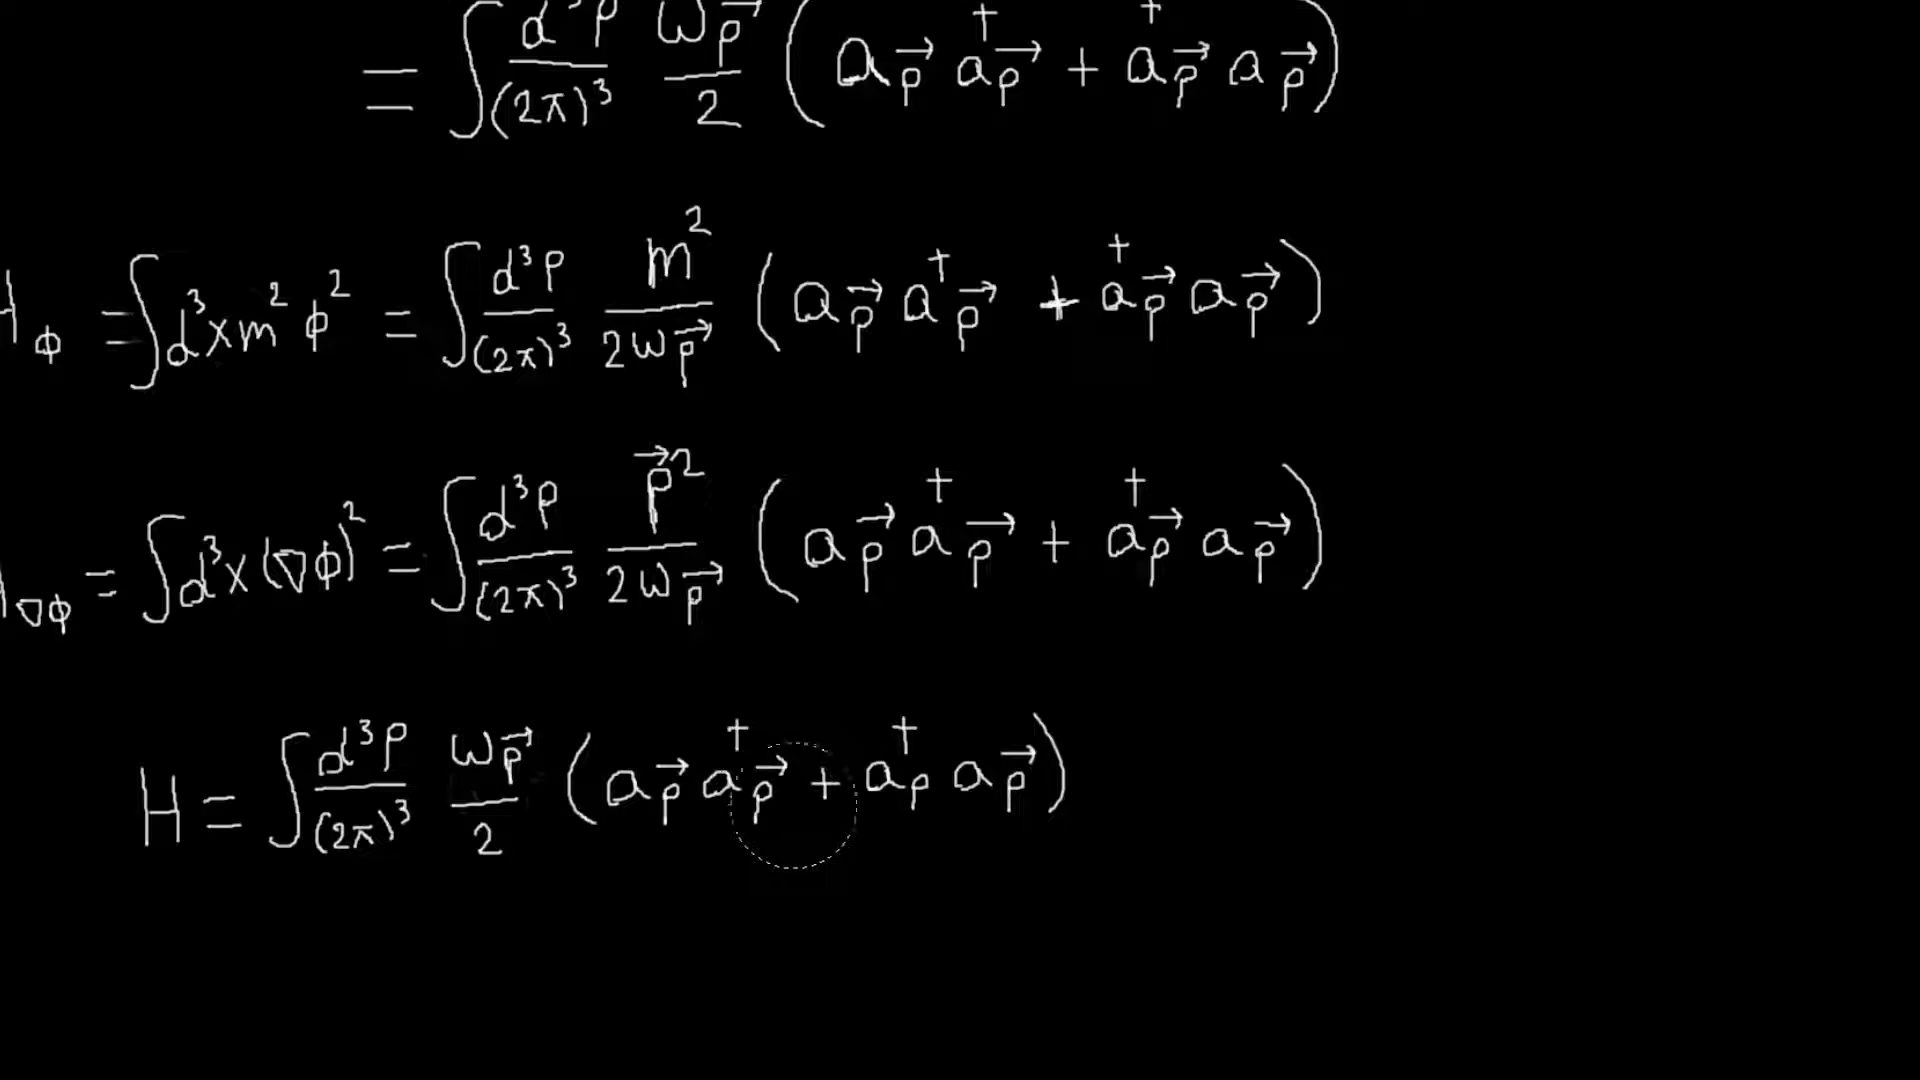 = ∫ d³p/(2π)³ ω_p⃗/2 (a_p⃗ a†_p⃗ + a†_p⃗ a_p⃗)
H_ϕ = ∫ d³x m² ϕ² = ∫ d³p/(2π)³ m²/2ω_p⃗ (a_p⃗ a†_p⃗ + a†_p⃗ a_p⃗)
H_∇ϕ = ∫ d³x (∇ϕ)² = ∫ d³p/(2π)³ p⃗²/2ω_p⃗ (a_p⃗ a†_p⃗ + a†_p⃗ a_p⃗)
H = ∫ d³p/(2π)³ ω_p⃗/2 (a_p⃗ a†_p⃗ + a†_p a_p⃗)